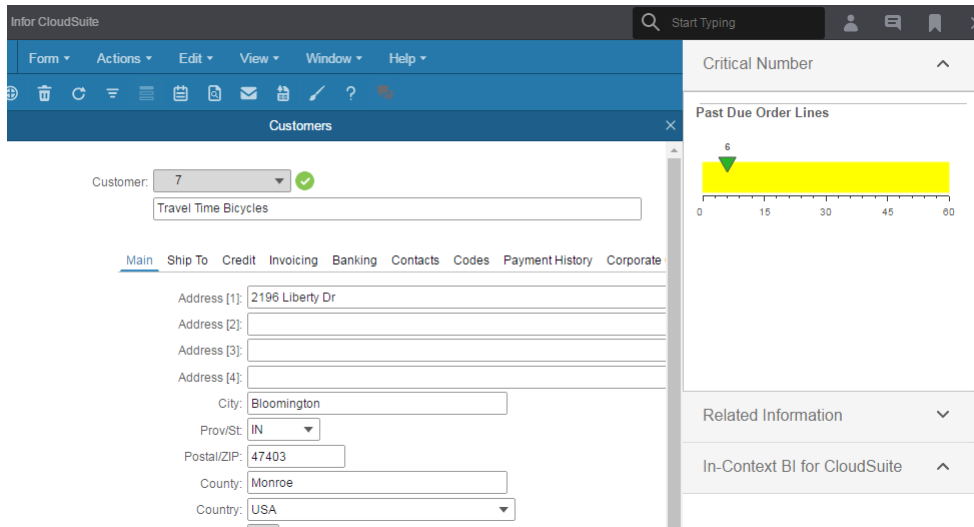 Infor CloudSuite
Start Typing
Form Actions Edit View Window Help
Customers
Customer: 7
Travel Time Bicycles
Main Ship To Credit Invoicing Banking Contacts Codes Payment History Corporate
Address [1]: 2196 Liberty Dr
Address [2]:
Address [3]:
Address [4]:
City: Bloomington
Prov/St: IN
Postal/ZIP: 47403
County: Monroe
Country: USA
Critical Number
Past Due Order Lines
6
0 15 30 45 60
Related Information
In-Context BI for CloudSuite